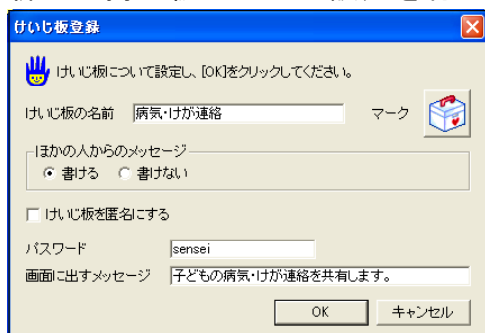 けいじ板登録
けいじ板について設定し、[OK]をクリックしてください。
けいじ板の名前 病気・けが連絡 マーク
ほかの人からのメッセージ
書ける 書けない
けいじ板を匿名にする
パスワード sensei
画面に出すメッセージ 子どもの病気・けが連絡を共有します。
OK キャンセル